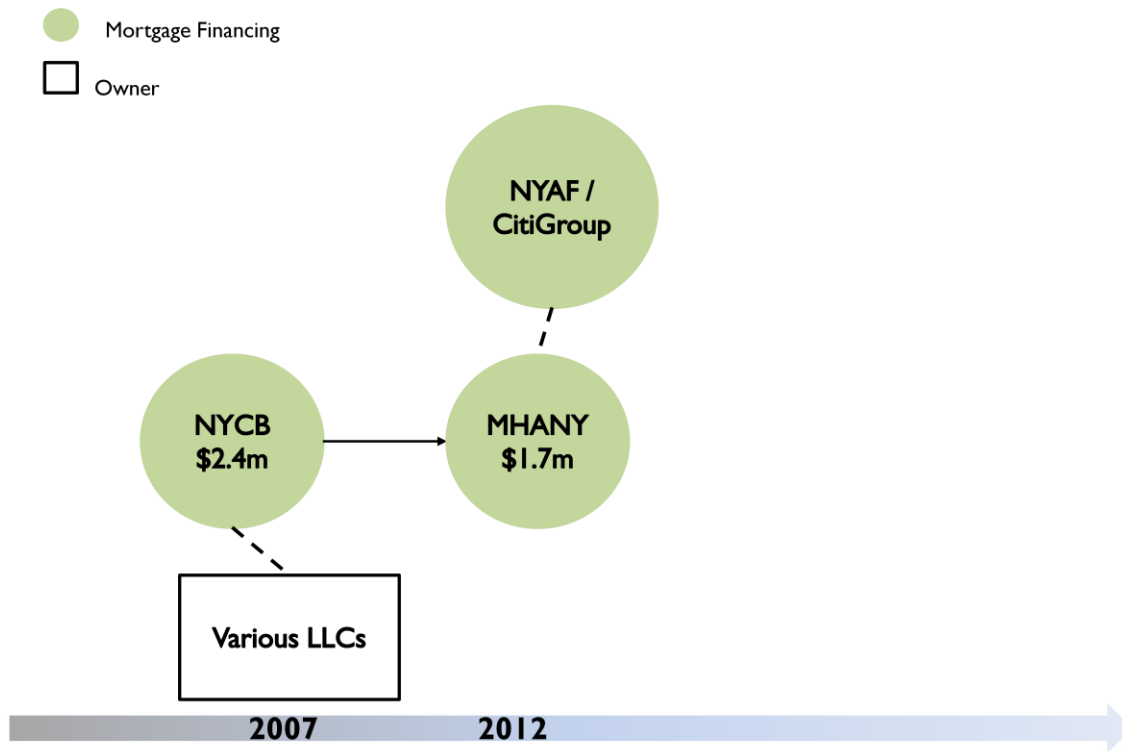 Mortgage Financing
Owner
NYAF /
CitiGroup
NYCB
$2.4m
MHANY
$1.7m
Various LLCs
2007
2012